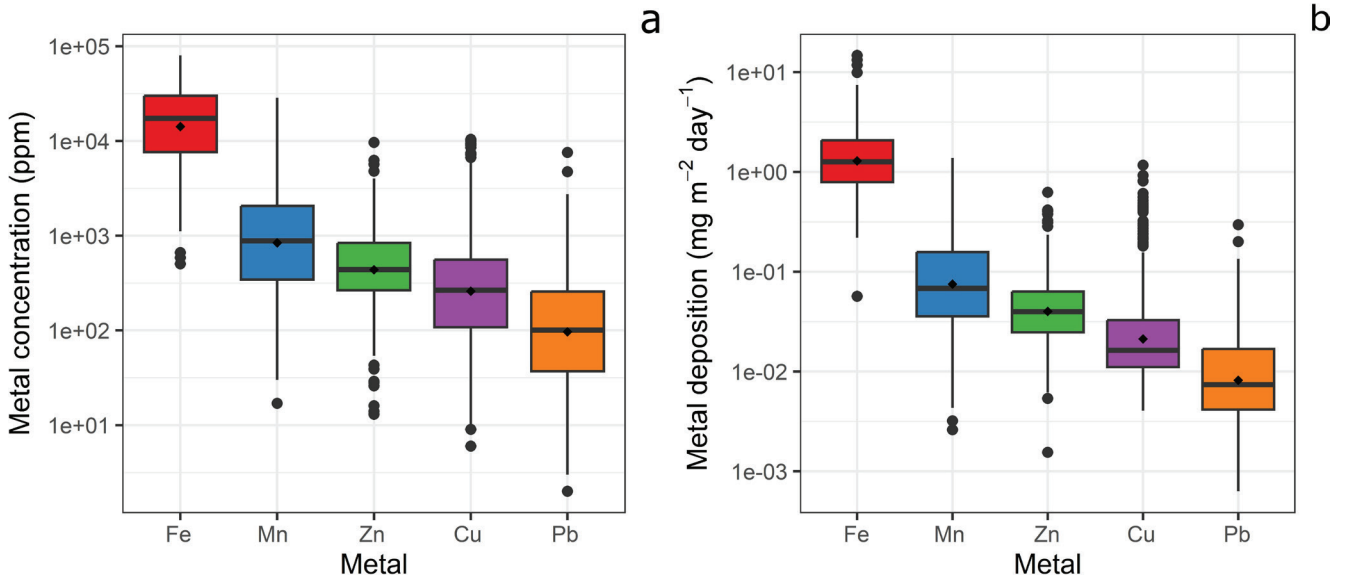 a
Metal concentration (ppm)
1e+05
1e+04
1e+03
1e+02
1e+01
Fe Mn Zn Cu Pb
Metal
b
Metal deposition (mg m⁻² day⁻¹)
1e+01
1e+00
1e-01
1e-02
1e-03
Fe Mn Zn Cu Pb
Metal